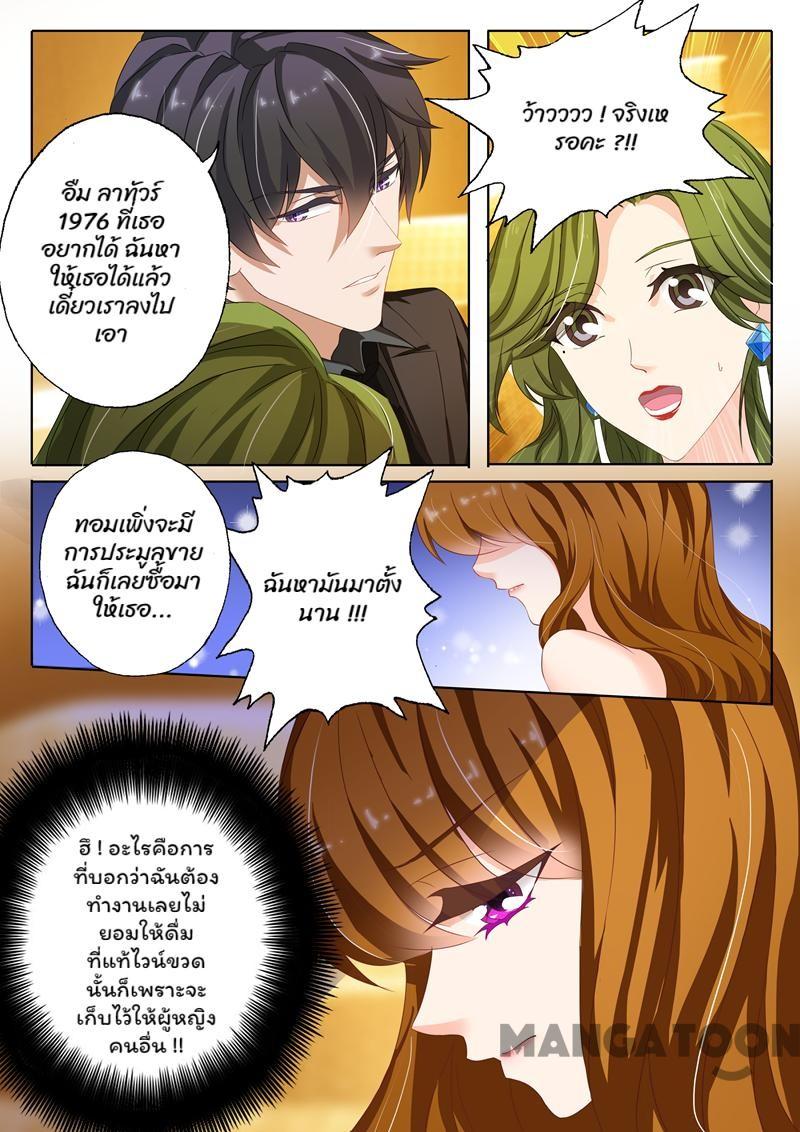 อืม ลาทัวร์
1976 ที่เธอ
อยากได้ ฉันหา
ให้เธอได้แล้ว
เดี๋ยวเราลงไป
เอา
ว้าวววว ! จริงเห
รอคะ ?!!
ทอมเพิ่งจะมี
การประมูลขาย
ฉันก็เลยซื้อมา
ให้เธอ...
ฉันหามันมาตั้ง
นาน !!!
ฮึ ! อะไรคือการ
ที่บอกว่าฉันต้อง
ทำงานเลยไม่
ยอมให้ดื่ม
ที่แท้ไวน์ขวด
นั้นก็เพราะจะ
เก็บไว้ให้ผู้หญิง
คนอื่น !!
MANGATOON